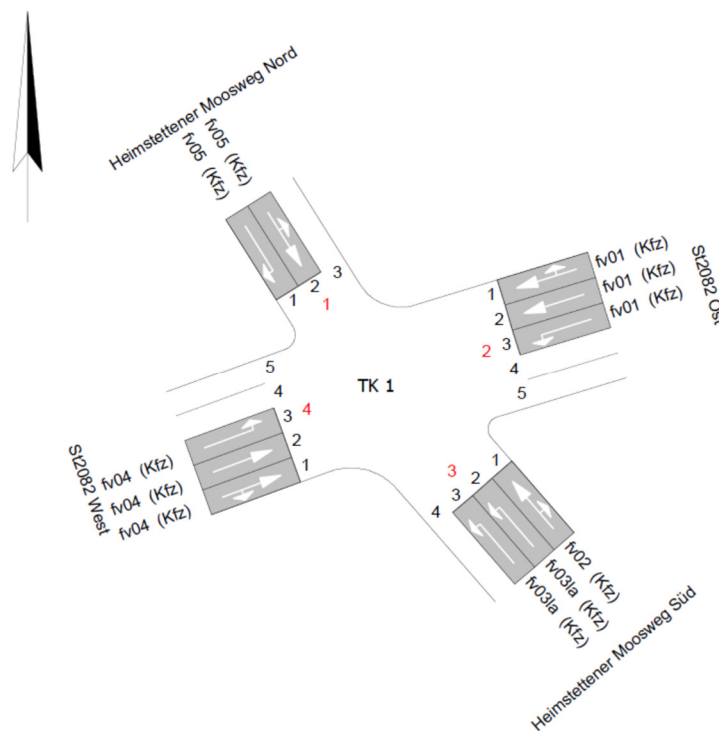 Heimstettener Moosweg Nord
fv05 (Kfz)
fv05 (Kfz)
1
2
3
1
fv01 (Kfz)
fv01 (Kfz)
fv01 (Kfz)
St2082 Ost
1
2
3
4
5
2
TK 1
5
4
3
2
1
4
St2082 West
fv04 (Kfz)
fv04 (Kfz)
fv04 (Kfz)
3
1
2
3
4
fv02 (Kfz)
fv03la (Kfz)
fv03la (Kfz)
Heimstettener Moosweg Süd